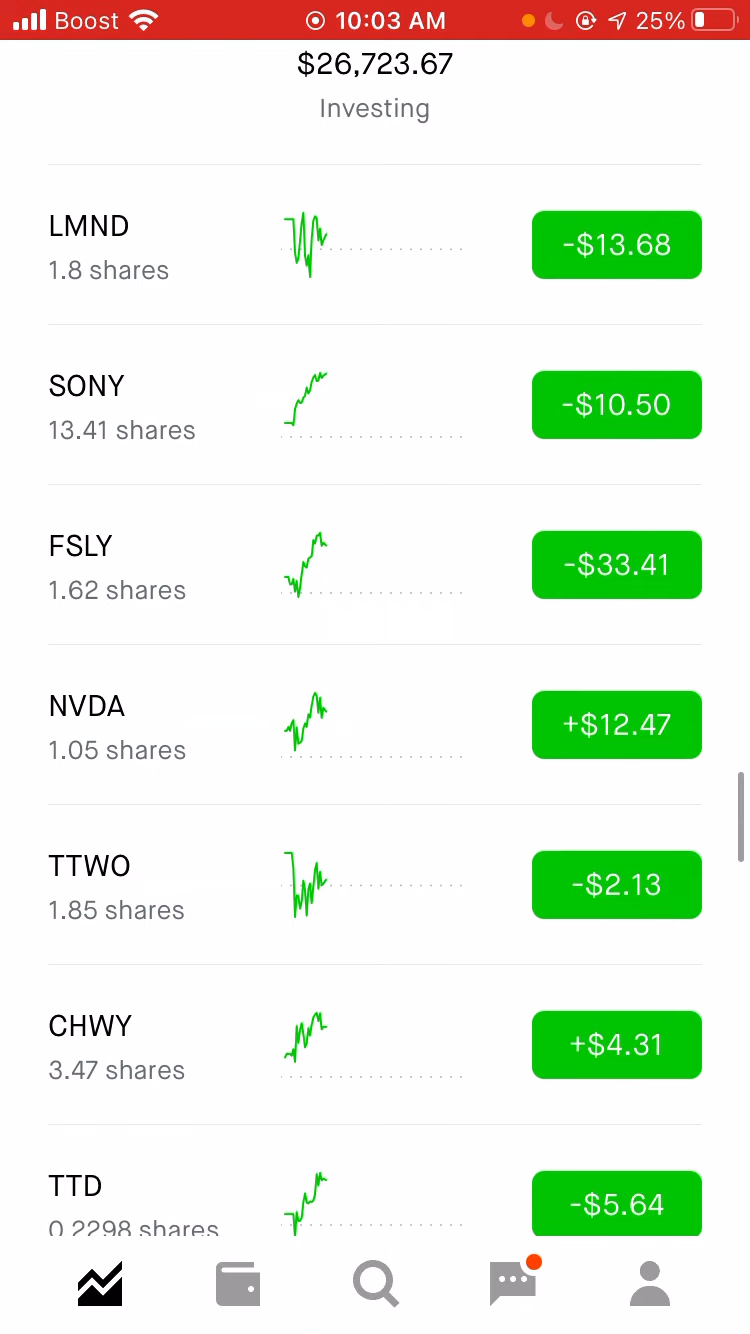 Boost 10:03 AM 25%
$26,723.67
Investing
LMND
1.8 shares
-$13.68
SONY
13.41 shares
-$10.50
FSLY
1.62 shares
-$33.41
NVDA
1.05 shares
+$12.47
TTWO
1.85 shares
-$2.13
CHWY
3.47 shares
+$4.31
TTD
0.2298 shares
-$5.64